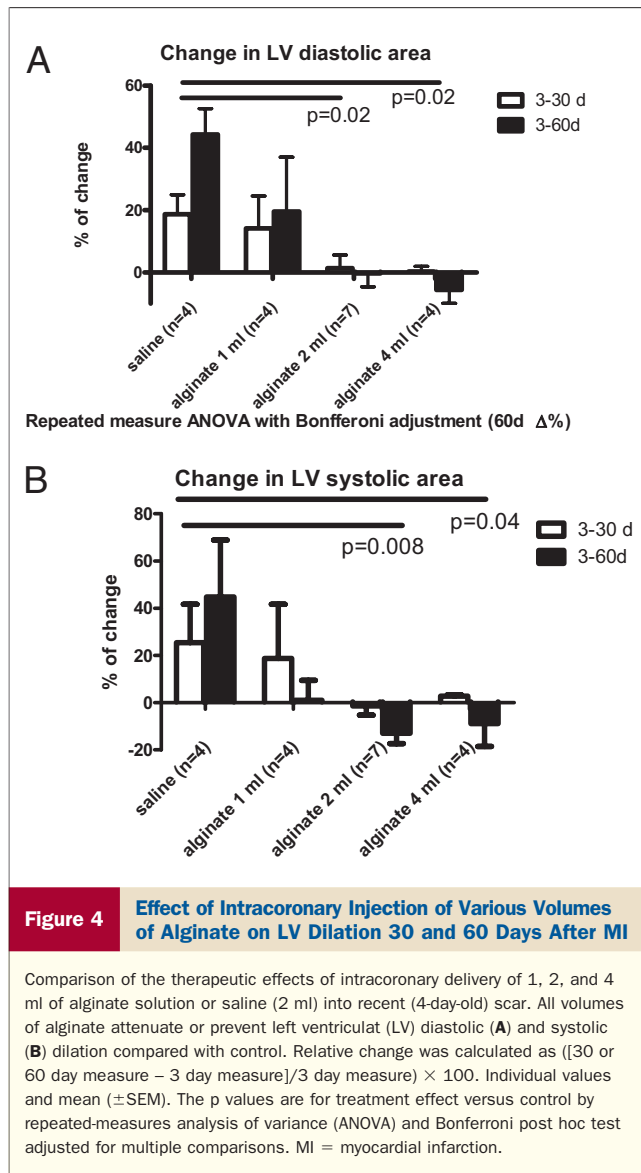 A
Change in LV diastolic area
60
40
20
0
% of change
p=0.02
p=0.02
3-30 d
3-60d
saline (n=4)
alginate 1 ml (n=4)
alginate 2 ml (n=7)
alginate 4 ml (n=4)
Repeated measure ANOVA with Bonfferoni adjustment (60d Δ%)
B
Change in LV systolic area
80
60
40
20
0
-20
% of change
p=0.04
p=0.008
3-30 d
3-60d
saline (n=4)
alginate 1 ml (n=4)
alginate 2 ml (n=7)
alginate 4 ml (n=4)
Figure 4
Effect of Intracoronary Injection of Various Volumes
of Alginate on LV Dilation 30 and 60 Days After MI
Comparison of the therapeutic effects of intracoronary delivery of 1, 2, and 4
ml of alginate solution or saline (2 ml) into recent (4-day-old) scar. All volumes
of alginate attenuate or prevent left ventriculat (LV) diastolic (A) and systolic
(B) dilation compared with control. Relative change was calculated as ([30 or
60 day measure – 3 day measure]/3 day measure) × 100. Individual values
and mean (±SEM). The p values are for treatment effect versus control by
repeated-measures analysis of variance (ANOVA) and Bonferroni post hoc test
adjusted for multiple comparisons. MI = myocardial infarction.